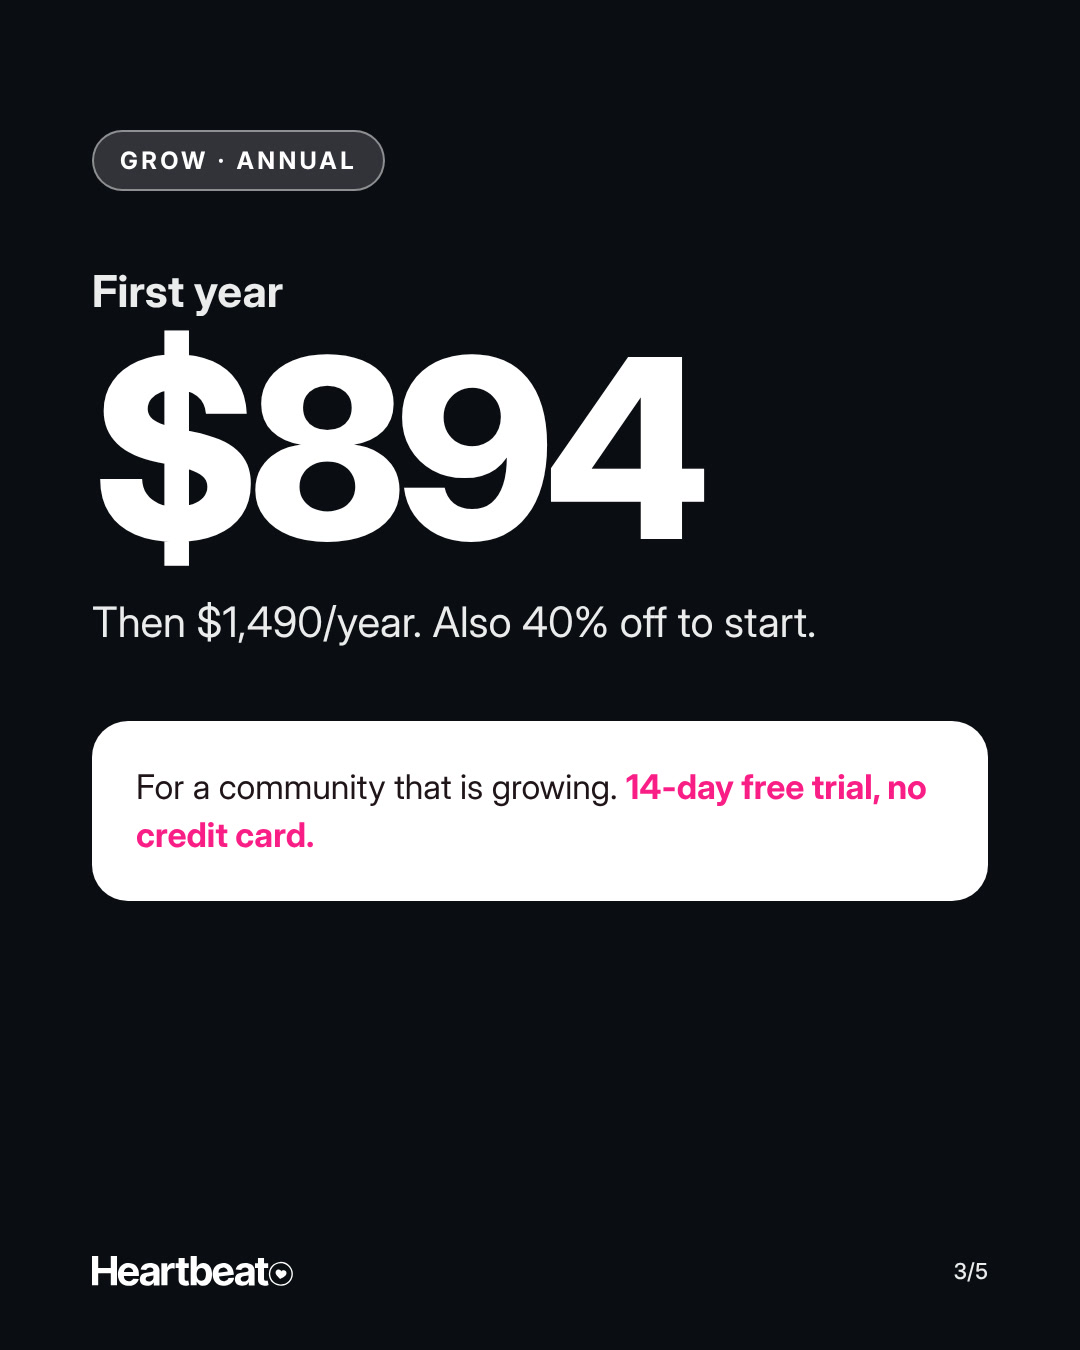 GROW · ANNUAL
First year
$894
Then $1,490/year. Also 40% off to start.
For a community that is growing. 14-day free trial, no
credit card.
Heartbeat
3/5